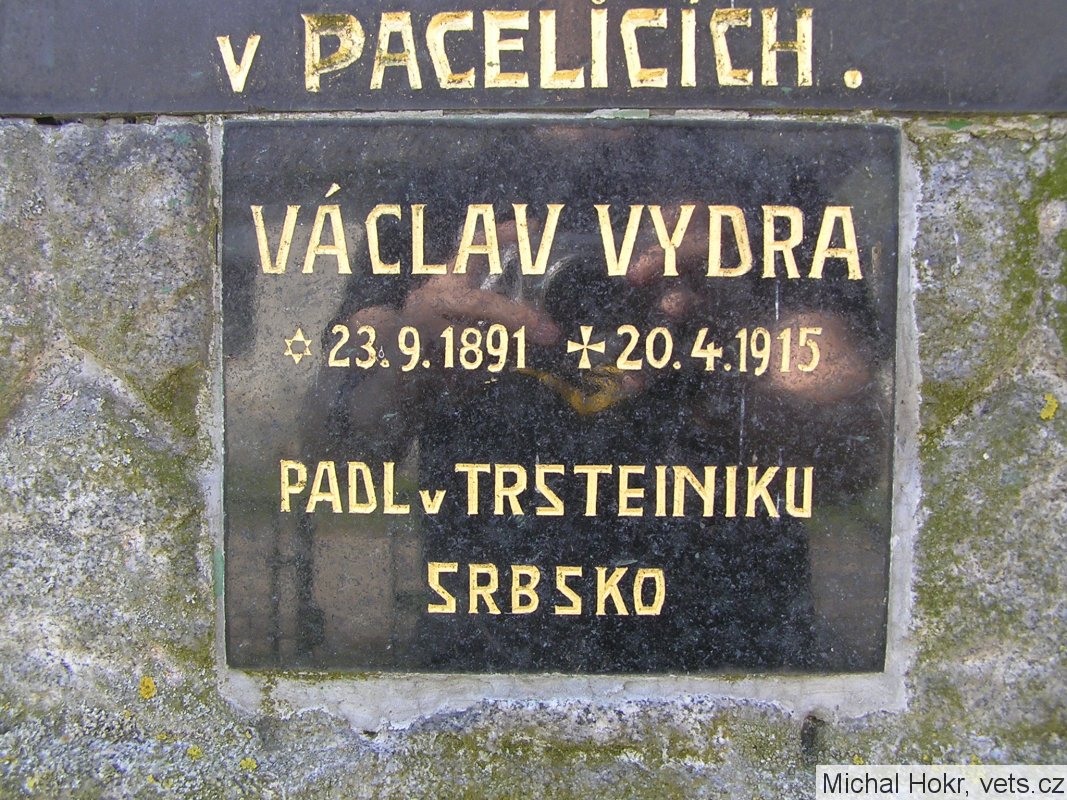 v PACELICÍCH.
VÁCLAV VYDRA
✡ 23.9.1891 ✠ 20.4.1915
PADL v TRSTEINIKU
SRBSKO
Michal Hokr, vets.cz